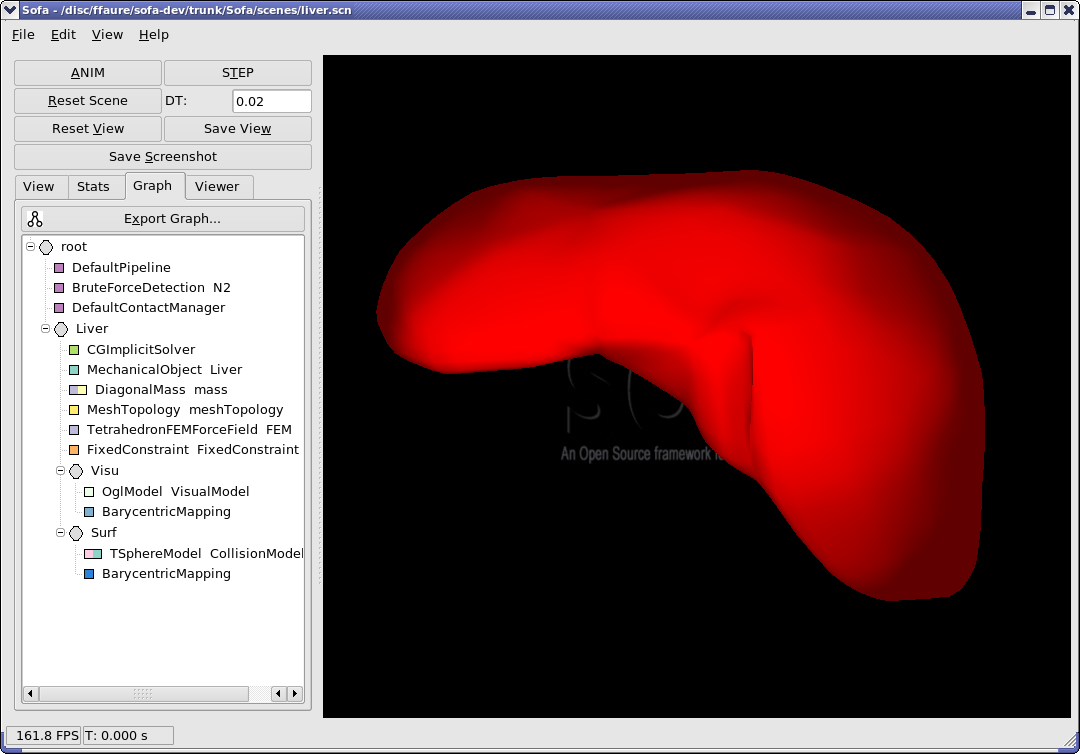 Sofa - /disc/ffaure/sofa-dev/trunk/Sofa/scenes/liver.scn
File Edit View Help
ANIM STEP
Reset Scene DT: 0.02
Reset View Save View
Save Screenshot
View Stats Graph Viewer
Export Graph...
root
DefaultPipeline
BruteForceDetection N2
DefaultContactManager
Liver
CGImplicitSolver
MechanicalObject Liver
DiagonalMass mass
MeshTopology meshTopology
TetrahedronFEMForceField FEM
FixedConstraint FixedConstraint
Visu
OglModel VisualModel
BarycentricMapping
Surf
TSphereModel CollisionModel
BarycentricMapping
An Open Source framework
161.8 FPS T: 0.000 s